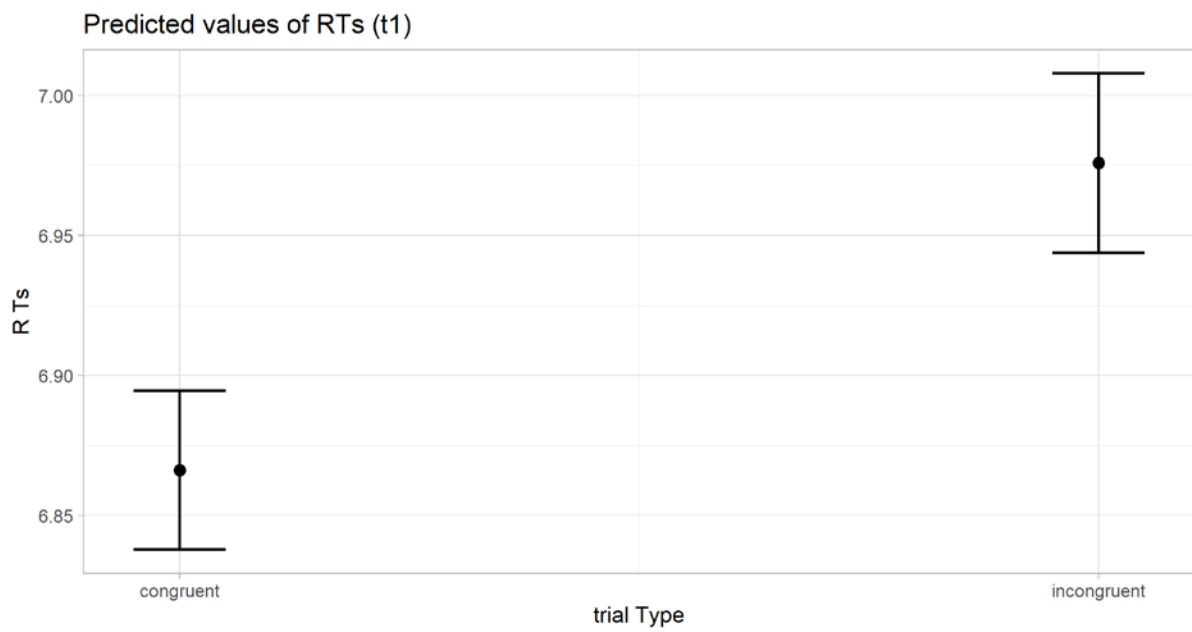 Predicted values of RTs (t1)
7.00
6.95
6.90
6.85
R Ts
congruent
incongruent
trial Type